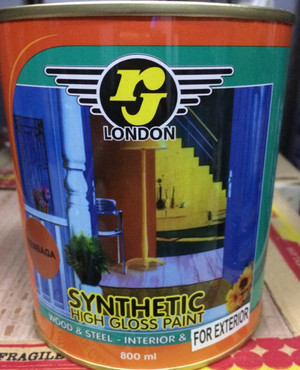 rj
LONDON
SYNTHETIC
HIGH GLOSS PAINT
WOOD & STEEL - INTERIOR & FOR EXTERIOR
800 ml
FRAGILE